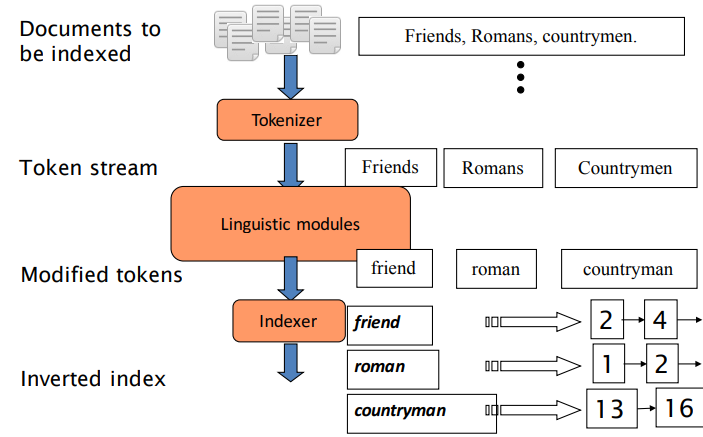 Documents to
be indexed
Friends, Romans, countrymen.
Tokenizer
Token stream
Friends
Romans
Countrymen
Linguistic modules
Modified tokens
friend
roman
countryman
Indexer
friend
2
4
roman
1
2
Inverted index
countryman
13
16